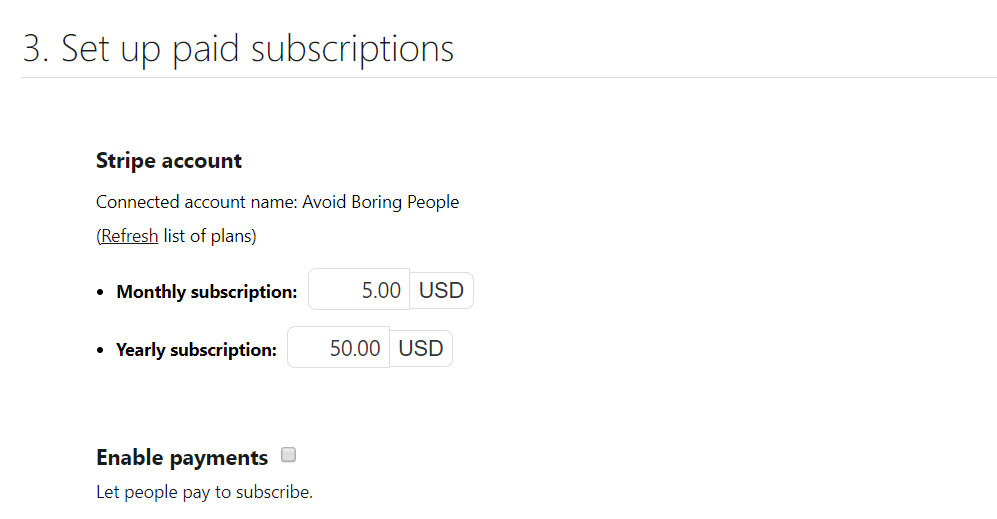 3. Set up paid subscriptions
Stripe account
Connected account name: Avoid Boring People
(Refresh list of plans)
• Monthly subscription: 5.00 USD
• Yearly subscription: 50.00 USD
Enable payments
Let people pay to subscribe.